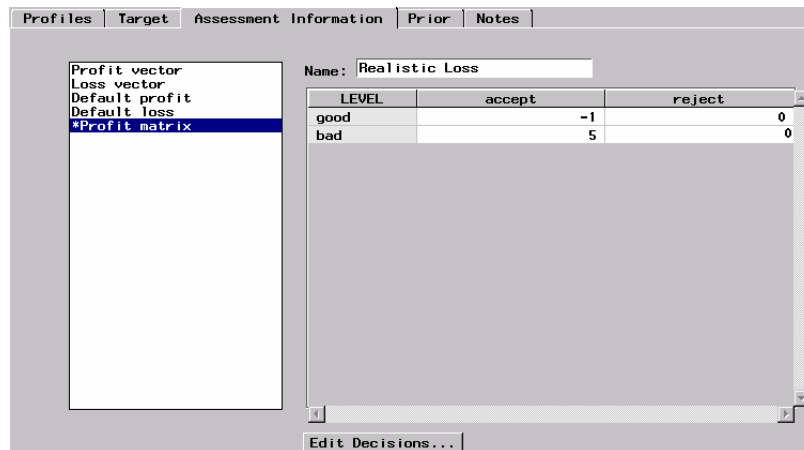 Profiles Target Assessment Information Prior Notes
Profit vector
Loss vector
Default profit
Default loss
*Profit matrix
Name: Realistic Loss
LEVEL accept reject
good -1 0
bad 5 0
Edit Decisions...